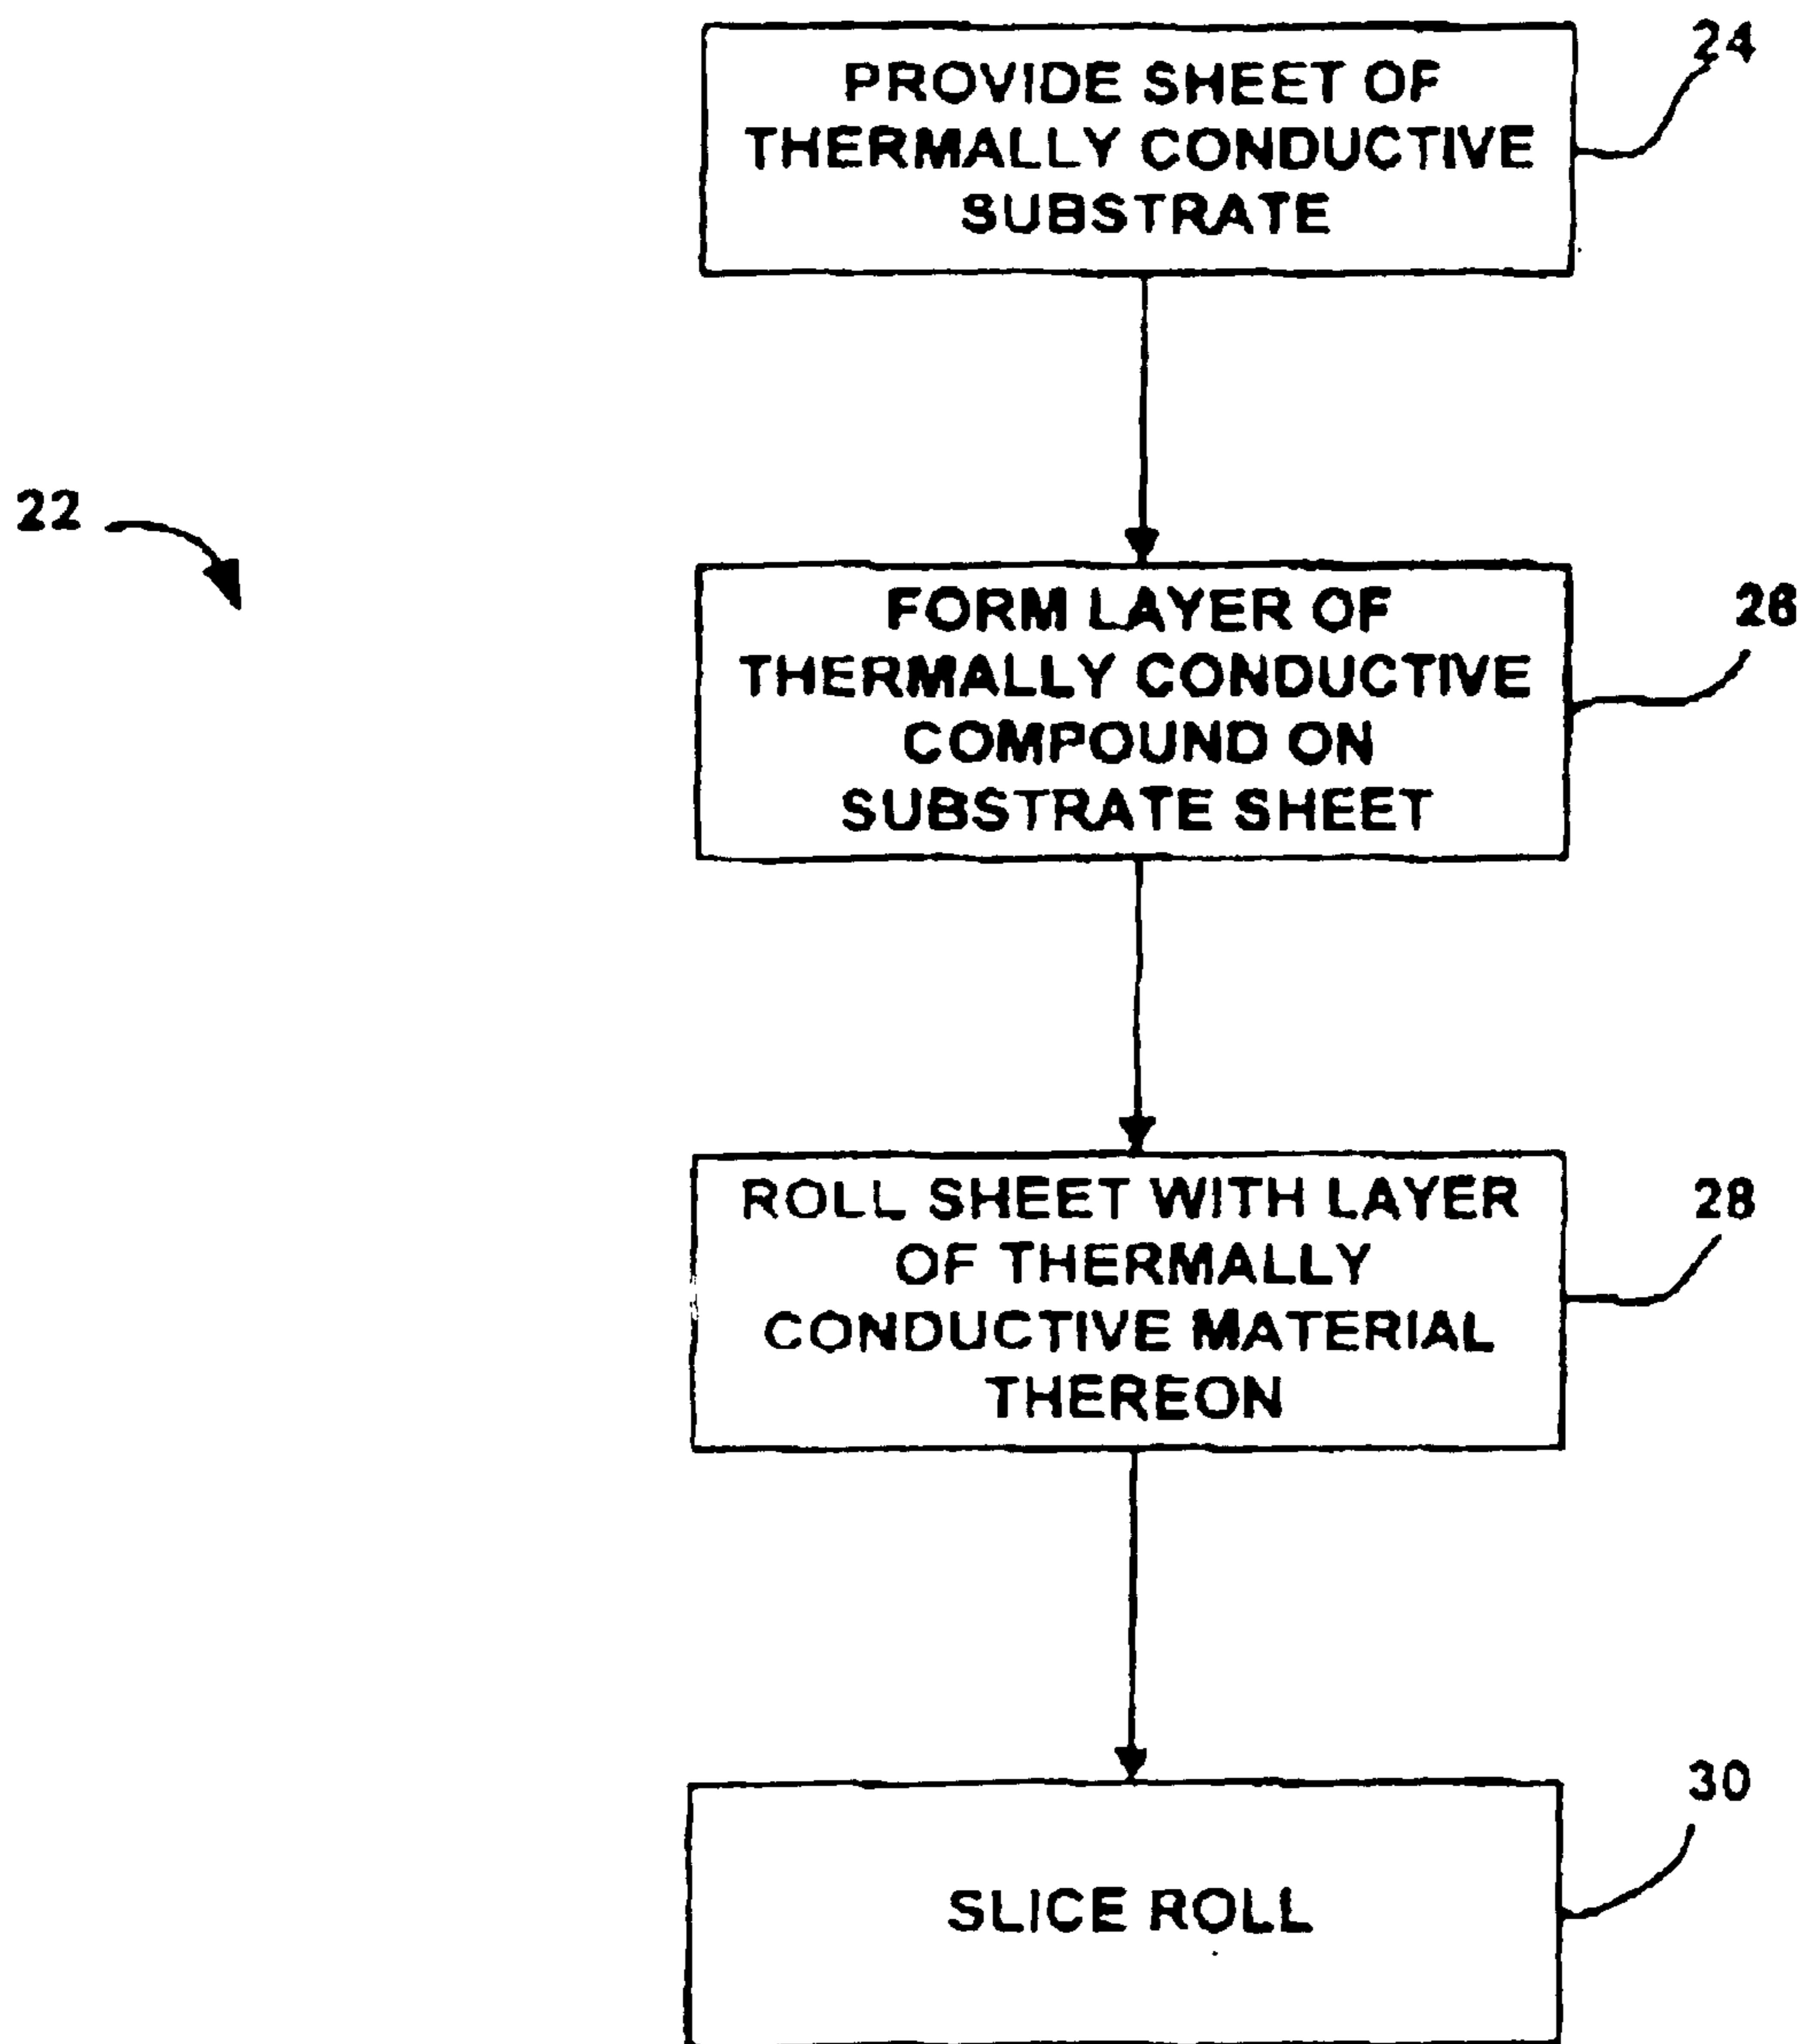 24
PROVIDE SHEET OF
THERMALLY CONDUCTIVE
SUBSTRATE
22
26
FORM LAYER OF
THERMALLY CONDUCTIVE
COMPOUND ON
SUBSTRATE SHEET
28
ROLL SHEET WITH LAYER
OF THERMALLY
CONDUCTIVE MATERIAL
THEREON
30
SLICE ROLL